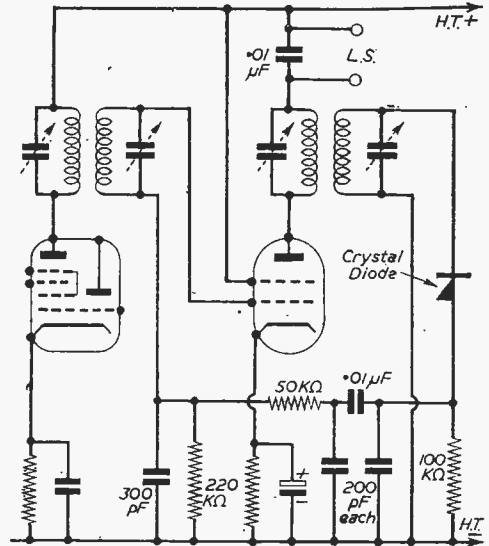 H.T.+
·01
µF
L.S.
Crystal
Diode
50KΩ
·01µF
300
pF
220
KΩ
200
pF
each
100
KΩ
H.T.-